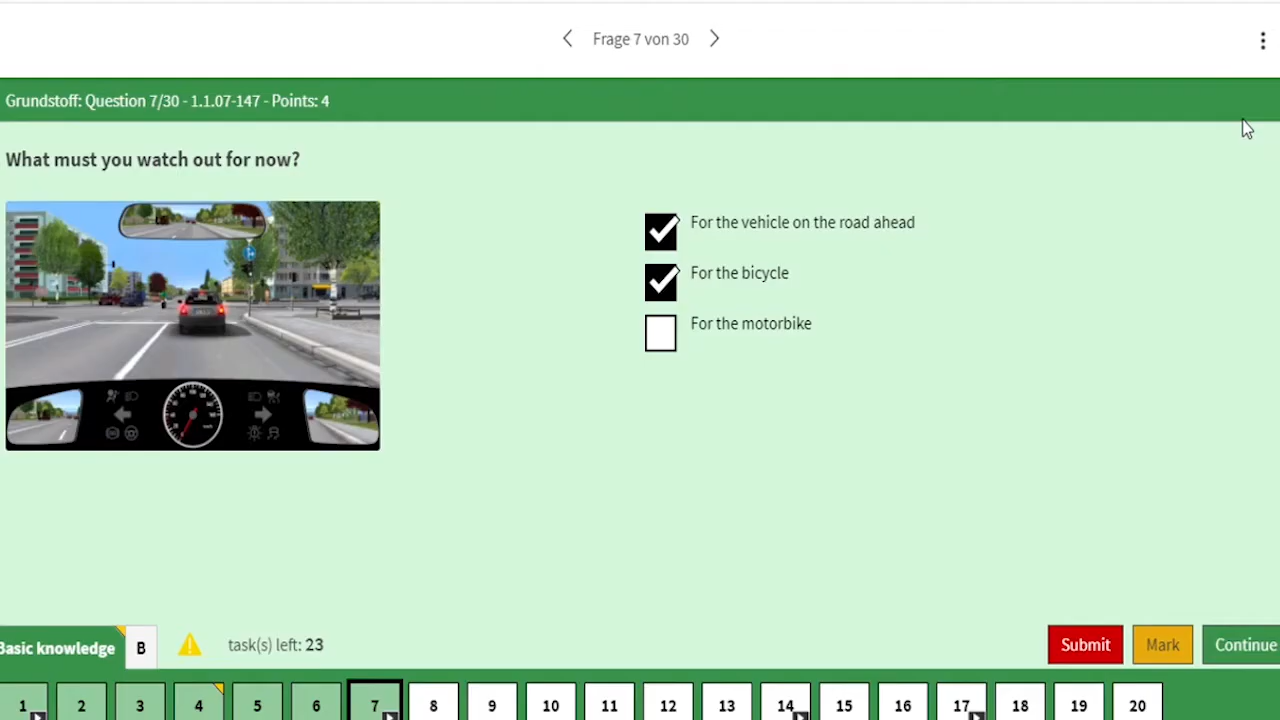 Frage 7 von 30
Grundstoff: Question 7/30 - 1.1.07-147 - Points: 4
What must you watch out for now?
For the vehicle on the road ahead
For the bicycle
For the motorbike
Basic knowledge
B
task(s) left: 23
Submit
Mark
Continue
1 2 3 4 5 6 7 8 9 10 11 12 13 14 15 16 17 18 19 20